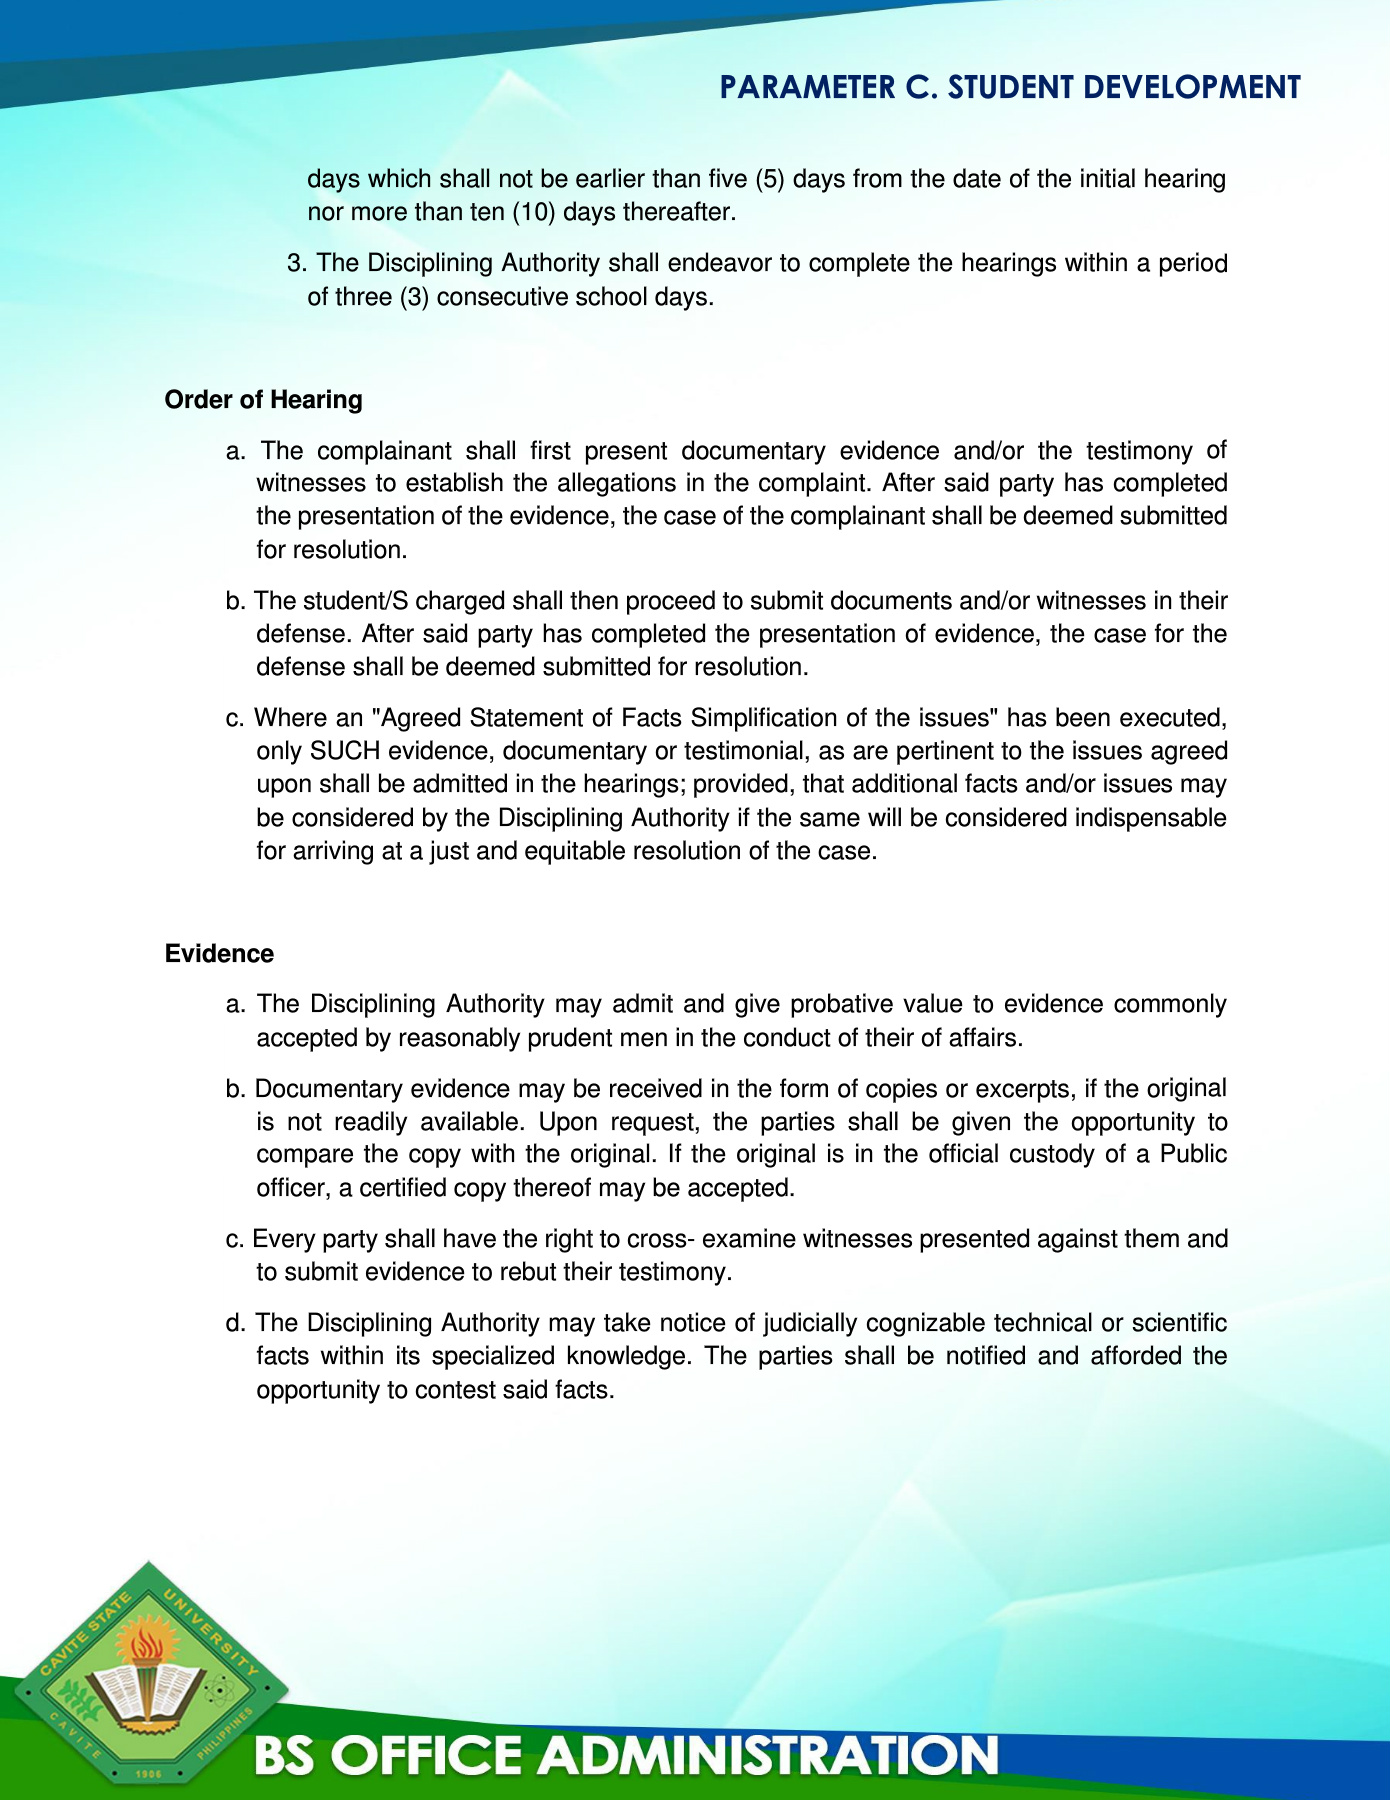 PARAMETER C. STUDENT DEVELOPMENT
days which shall not be earlier than five (5) days from the date of the initial hearing
nor more than ten (10) days thereafter.
3. The Disciplining Authority shall endeavor to complete the hearings within a period
of three (3) consecutive school days.
Order of Hearing
a. The complainant shall first present documentary evidence and/or the testimony of
witnesses to establish the allegations in the complaint. After said party has completed
the presentation of the evidence, the case of the complainant shall be deemed submitted
for resolution.
b. The student/S charged shall then proceed to submit documents and/or witnesses in their
defense. After said party has completed the presentation of evidence, the case for the
defense shall be deemed submitted for resolution.
c. Where an "Agreed Statement of Facts Simplification of the issues" has been executed,
only SUCH evidence, documentary or testimonial, as are pertinent to the issues agreed
upon shall be admitted in the hearings; provided, that additional facts and/or issues may
be considered by the Disciplining Authority if the same will be considered indispensable
for arriving at a just and equitable resolution of the case.
Evidence
a. The Disciplining Authority may admit and give probative value to evidence commonly
accepted by reasonably prudent men in the conduct of their of affairs.
b. Documentary evidence may be received in the form of copies or excerpts, if the original
is not readily available. Upon request, the parties shall be given the opportunity to
compare the copy with the original. If the original is in the official custody of a Public
officer, a certified copy thereof may be accepted.
c. Every party shall have the right to cross- examine witnesses presented against them and
to submit evidence to rebut their testimony.
d. The Disciplining Authority may take notice of judicially cognizable technical or scientific
facts within its specialized knowledge. The parties shall be notified and afforded the
opportunity to contest said facts.
CAVITE STATE UNIVERSITY
CAVITE PHILIPPINES
1906
BS OFFICE ADMINISTRATION